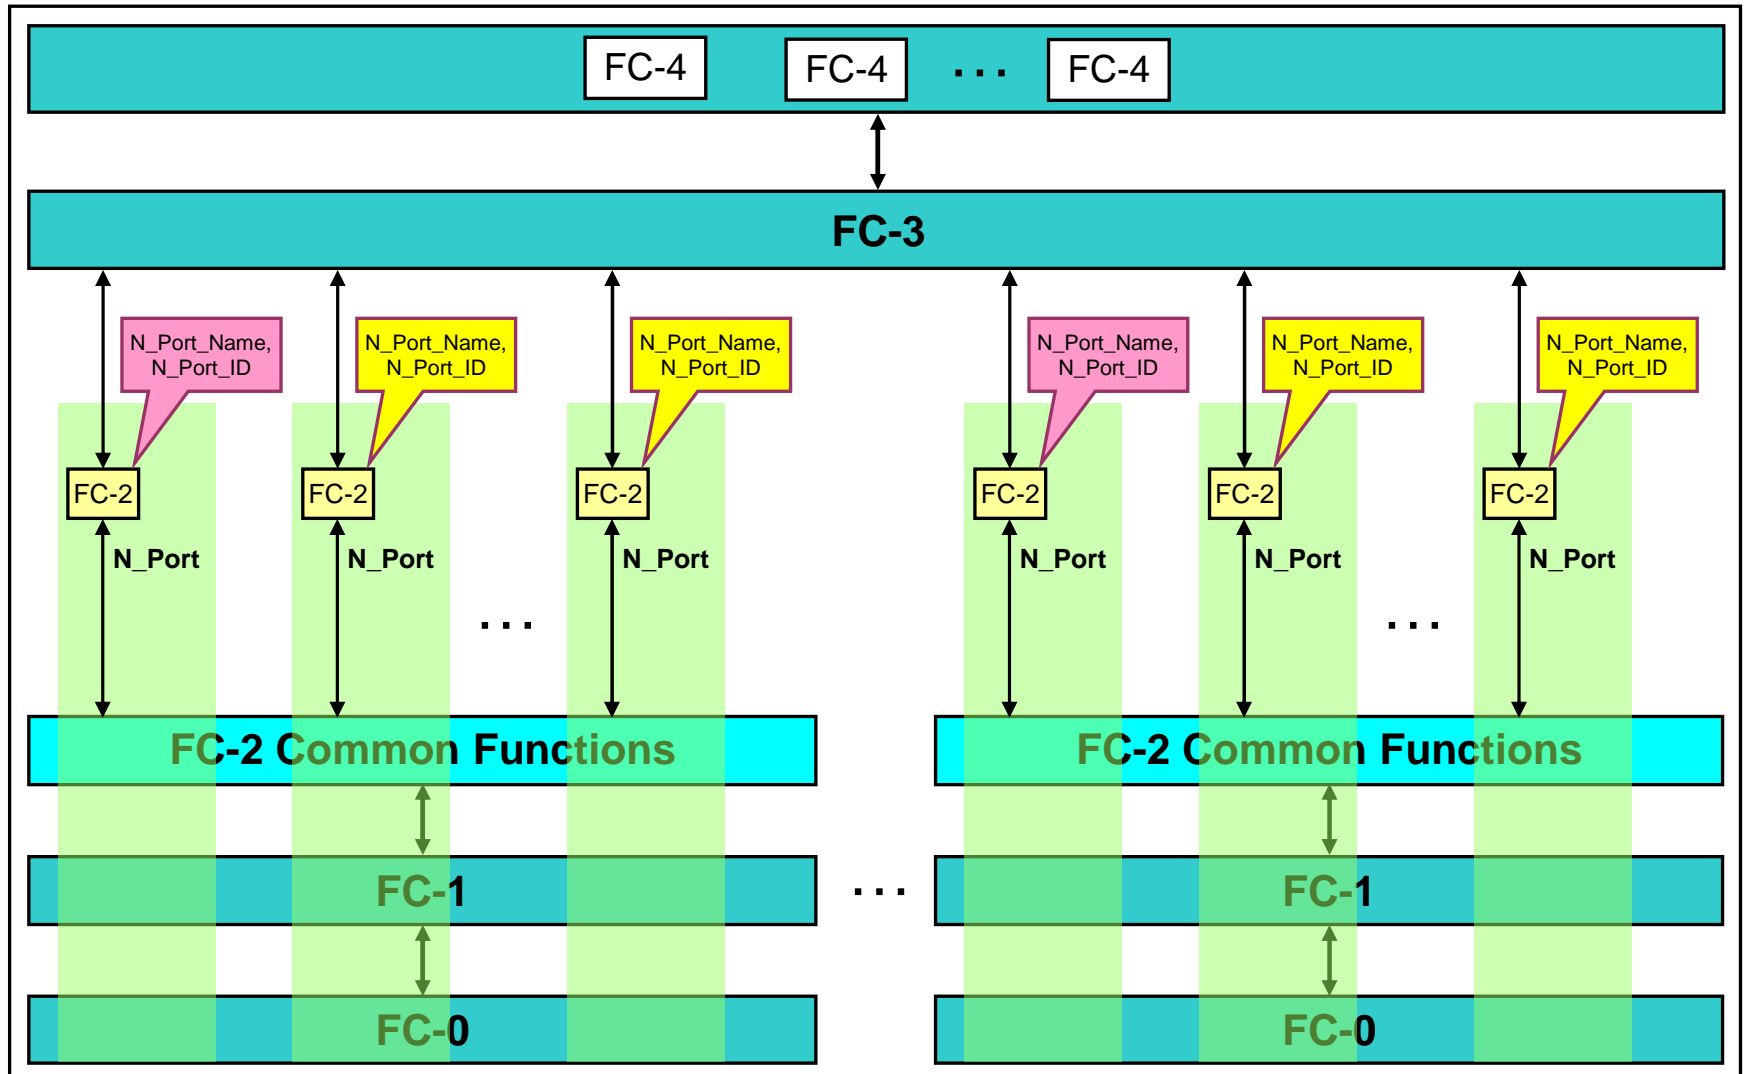 FC-4 FC-4 ... FC-4
FC-3
N_Port_Name,
N_Port_ID
N_Port_Name,
N_Port_ID
N_Port_Name,
N_Port_ID
N_Port_Name,
N_Port_ID
N_Port_Name,
N_Port_ID
N_Port_Name,
N_Port_ID
FC-2 FC-2 FC-2 FC-2 FC-2 FC-2
N_Port N_Port N_Port N_Port N_Port N_Port
... ...
FC-2 Common Functions FC-2 Common Functions
FC-1 ... FC-1
FC-0 FC-0